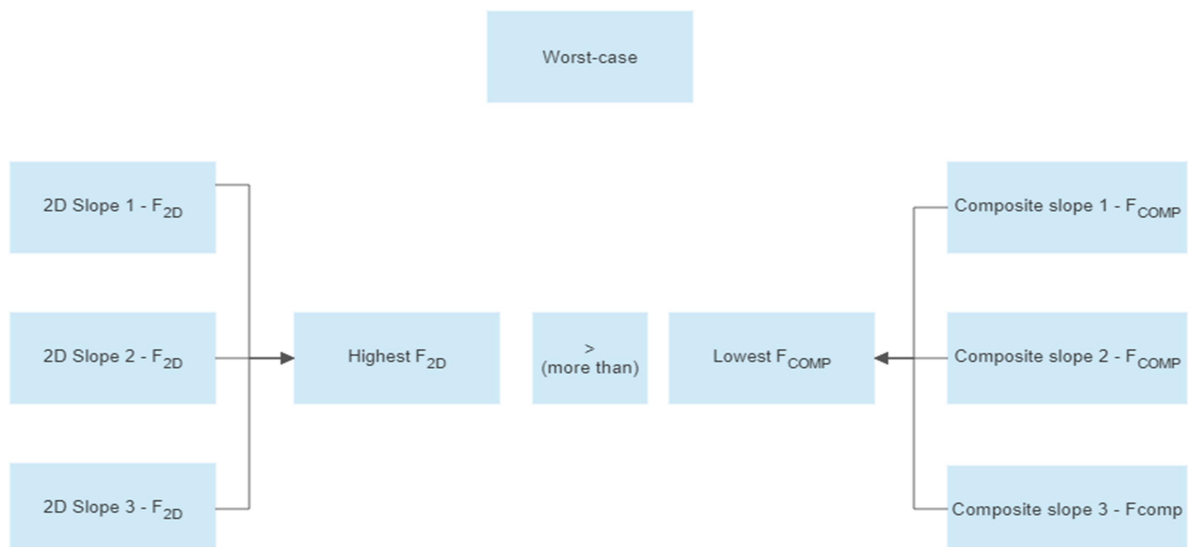 Worst-case
2D Slope 1 - F2D
Composite slope 1 - FCOMP
2D Slope 2 - F2D
Highest F2D
>
(more than)
Lowest FCOMP
Composite slope 2 - FCOMP
2D Slope 3 - F2D
Composite slope 3 - Fcomp